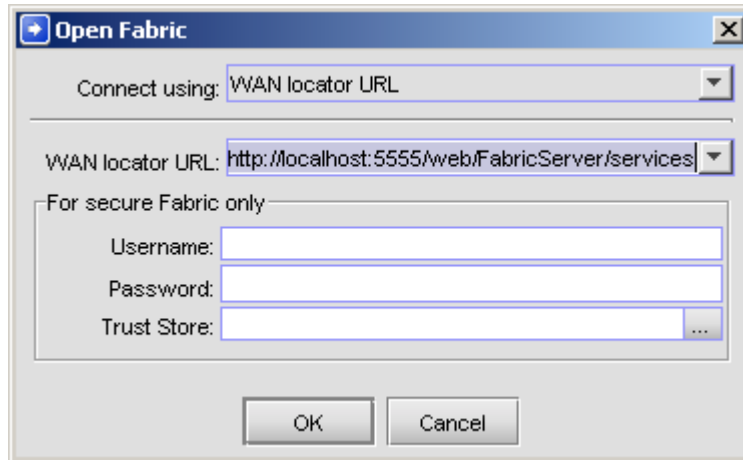 Open Fabric
Connect using: WAN locator URL
WAN locator URL: http://localhost:5555/web/FabricServer/services
For secure Fabric only
Username:
Password:
Trust Store: ...
OK Cancel